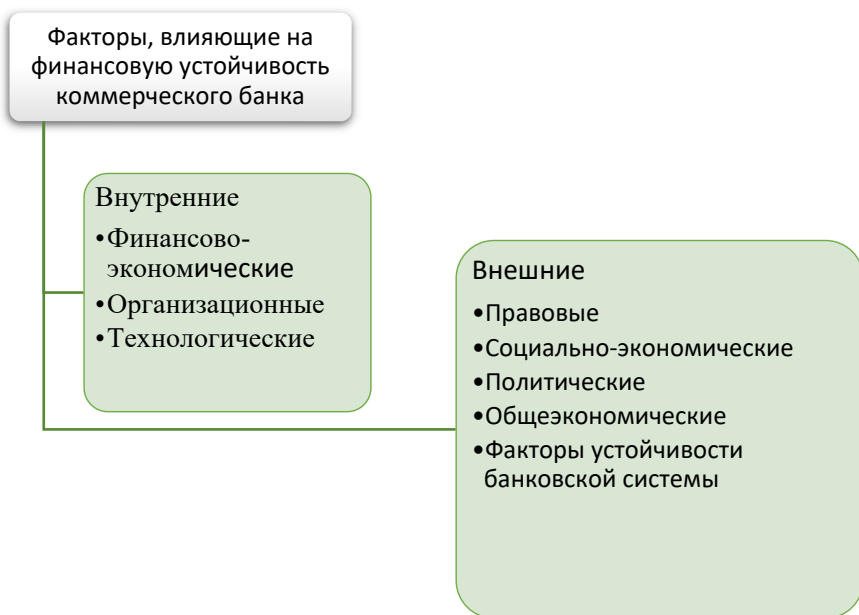 Факторы, влияющие на
финансовую устойчивость
коммерческого банка
Внутренние
•Финансово-
экономические
•Организационные
•Технологические
Внешние
•Правовые
•Социально-экономические
•Политические
•Общеэкономические
•Факторы устойчивости
банковской системы